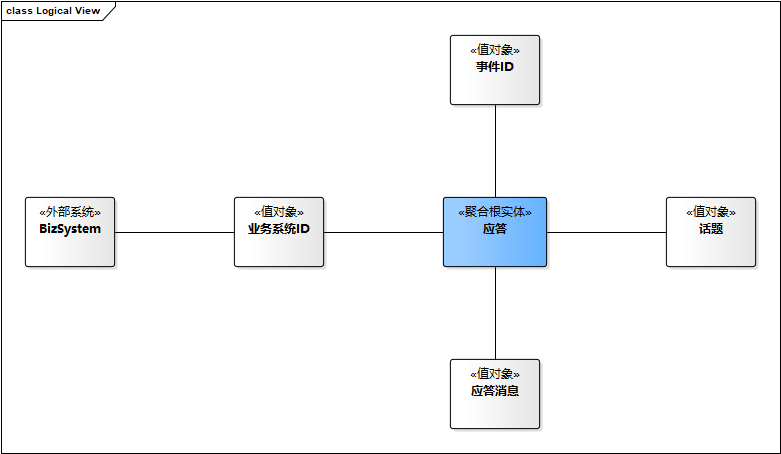 class Logical View
«值对象»
事件ID
«外部系统»
BizSystem
«值对象»
业务系统ID
«聚合根实体»
应答
«值对象»
话题
«值对象»
应答消息